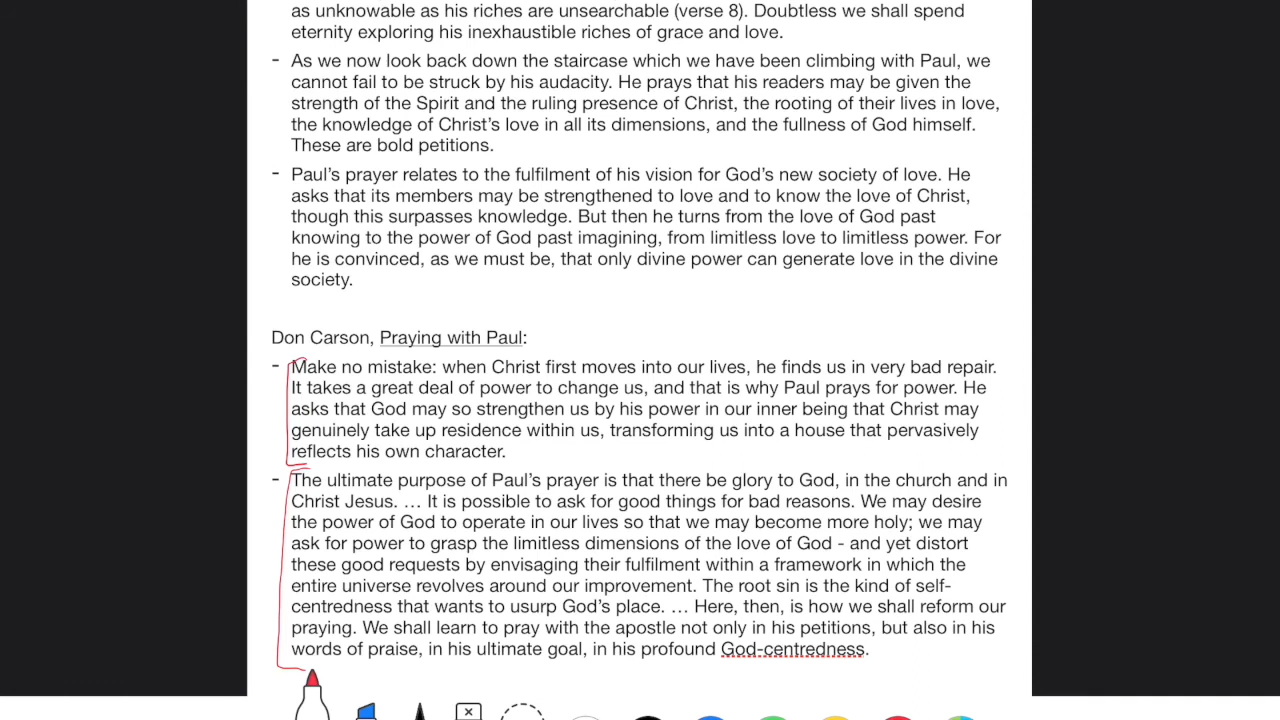 as unknowable as his riches are unsearchable (verse 8). Doubtless we shall spend
eternity exploring his inexhaustible riches of grace and love.
- As we now look back down the staircase which we have been climbing with Paul, we
cannot fail to be struck by his audacity. He prays that his readers may be given the
strength of the Spirit and the ruling presence of Christ, the rooting of their lives in love,
the knowledge of Christ's love in all its dimensions, and the fullness of God himself.
These are bold petitions.
- Paul's prayer relates to the fulfilment of his vision for God's new society of love. He
asks that its members may be strengthened to love and to know the love of Christ,
though this surpasses knowledge. But then he turns from the love of God past
knowing to the power of God past imagining, from limitless love to limitless power. For
he is convinced, as we must be, that only divine power can generate love in the divine
society.
Don Carson, Praying with Paul:
- Make no mistake: when Christ first moves into our lives, he finds us in very bad repair.
It takes a great deal of power to change us, and that is why Paul prays for power. He
asks that God may so strengthen us by his power in our inner being that Christ may
genuinely take up residence within us, transforming us into a house that pervasively
reflects his own character.
- The ultimate purpose of Paul's prayer is that there be glory to God, in the church and in
Christ Jesus. … It is possible to ask for good things for bad reasons. We may desire
the power of God to operate in our lives so that we may become more holy; we may
ask for power to grasp the limitless dimensions of the love of God - and yet distort
these good requests by envisaging their fulfilment within a framework in which the
entire universe revolves around our improvement. The root sin is the kind of self-
centredness that wants to usurp God's place. … Here, then, is how we shall reform our
praying. We shall learn to pray with the apostle not only in his petitions, but also in his
words of praise, in his ultimate goal, in his profound God-centredness.